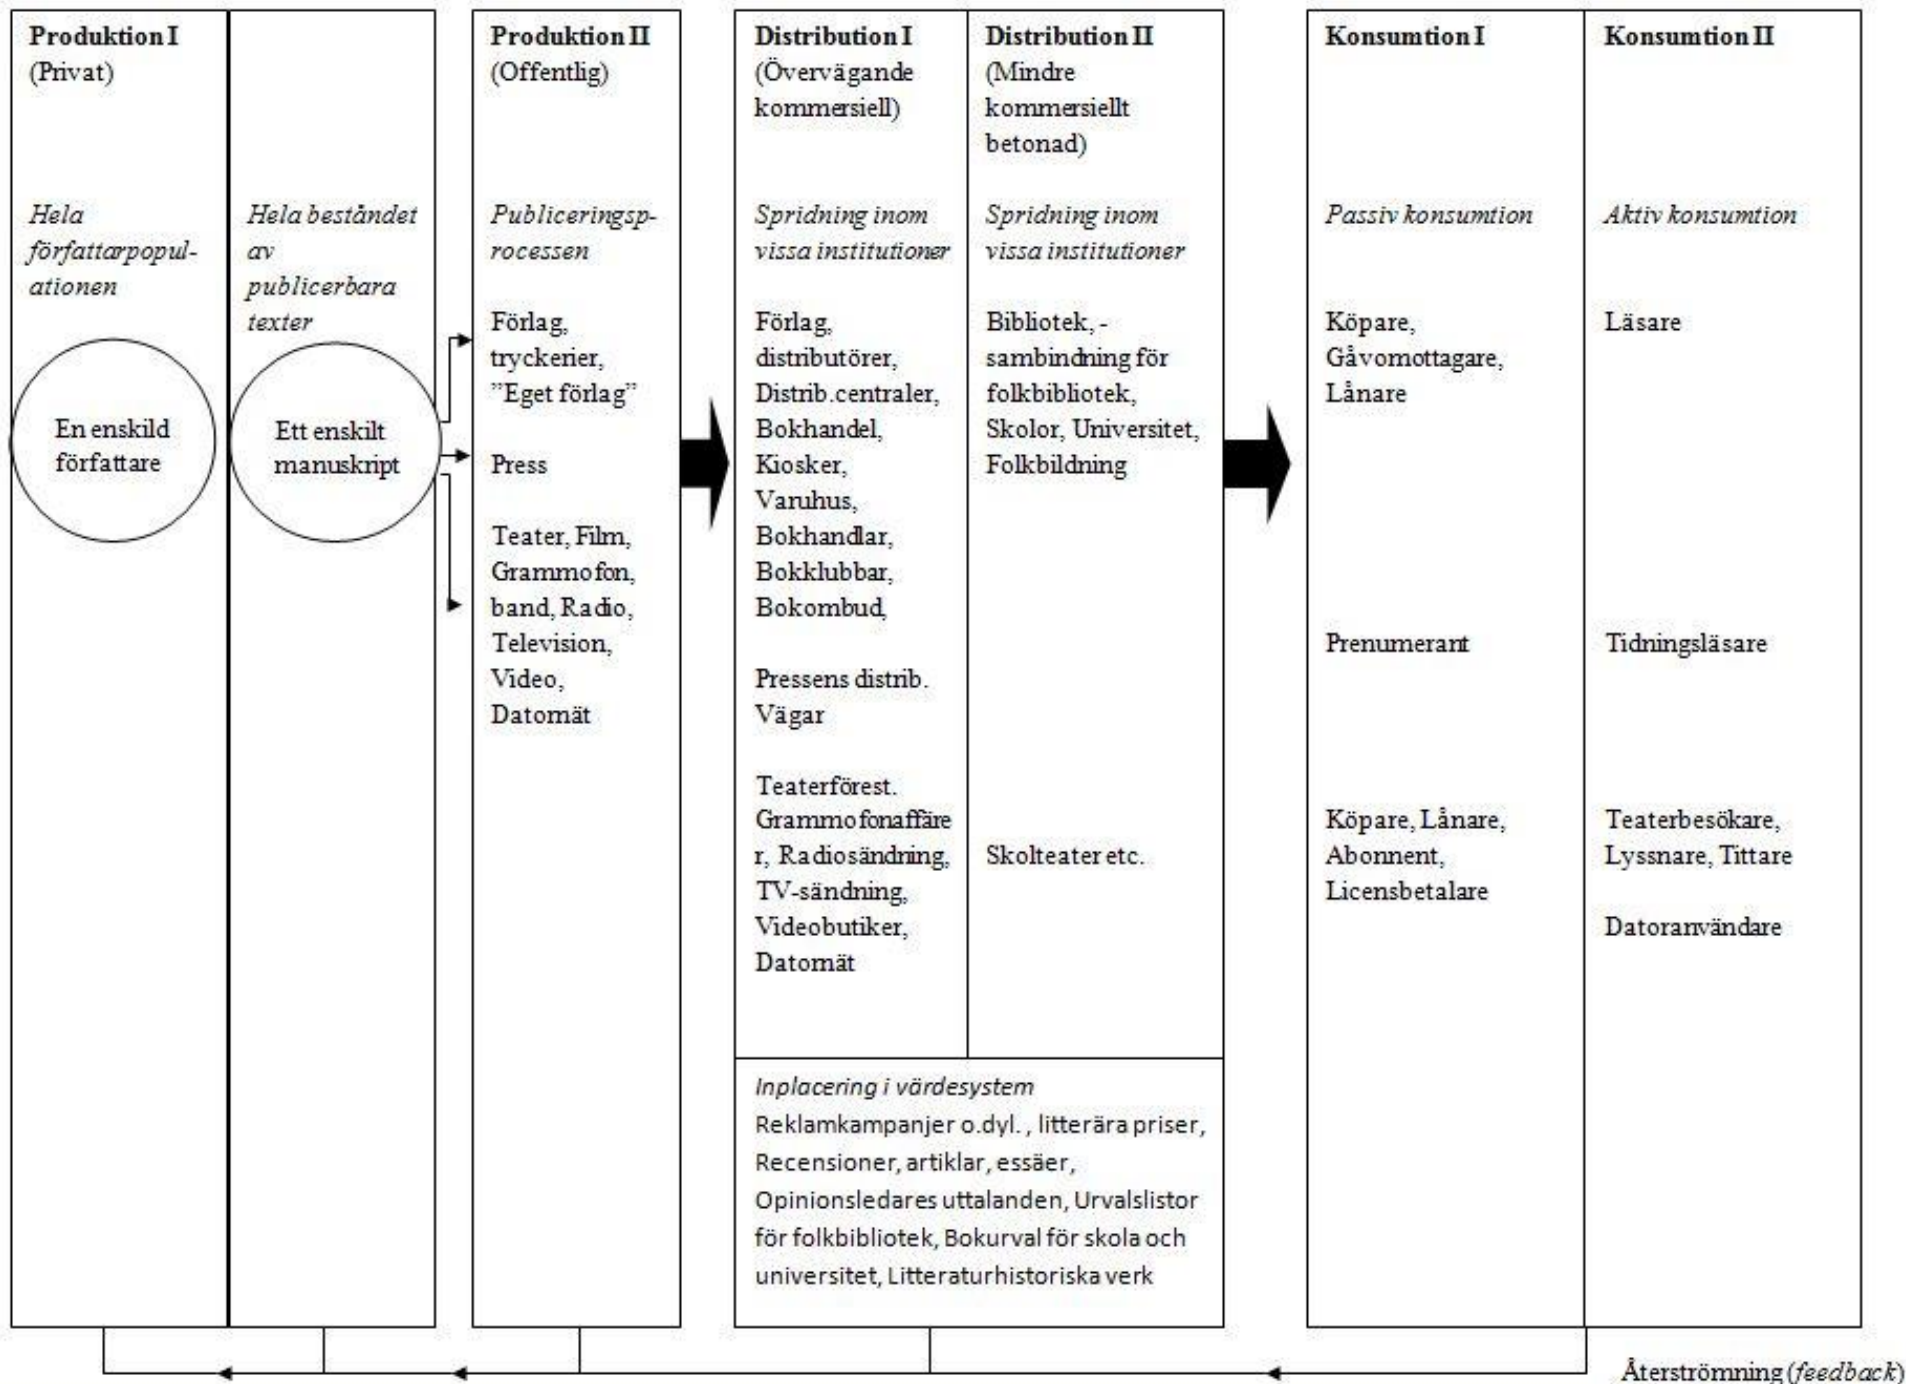 Produktion I
(Privat)
Hela
författarpopul-
ationen
En enskild
författare
Hela beståndet
av
publicerbara
texter
Ett enskilt
manuskript
Produktion II
(Offentlig)
Publiceringsp-
rocessen
Förlag,
tryckerier,
”Eget förlag”
Press
Teater, Film,
Grammofon,
band, Radio,
Television,
Video,
Datornät
Distribution I
(Övervägande
kommersiell)
Spridning inom
vissa institutioner
Förlag,
distributörer,
Distrib.centraler,
Bokhandel,
Kiosker,
Varuhus,
Bokhandlar,
Bokklubbar,
Bokombud,
Pressens distrib.
Vägar
Teaterförest.
Grammofonaffäre
r, Radiosändning,
TV-sändning,
Videobutiker,
Datornät
Distribution II
(Mindre
kommersiellt
betonad)
Spridning inom
vissa institutioner
Bibliotek, -
sambindning för
folkbibliotek,
Skolor, Universitet,
Folkbildning
Skolteater etc.
Inplacering i värdesystem
Reklamkampanjer o.dyl. , litterära priser,
Recensioner, artiklar, essäer,
Opinionsledares uttalanden, Urvalslistor
för folkbibliotek, Bokurval för skola och
universitet, Litteraturhistoriska verk
Konsumtion I
Passiv konsumtion
Köpare,
Gåvomottagare,
Lånare
Prenumerant
Köpare, Lånare,
Abonnent,
Licensbetalare
Konsumtion II
Aktiv konsumtion
Läsare
Tidningsläsare
Teaterbesökare,
Lyssnare, Tittare
Datoranvändare
Återströmning (feedback)